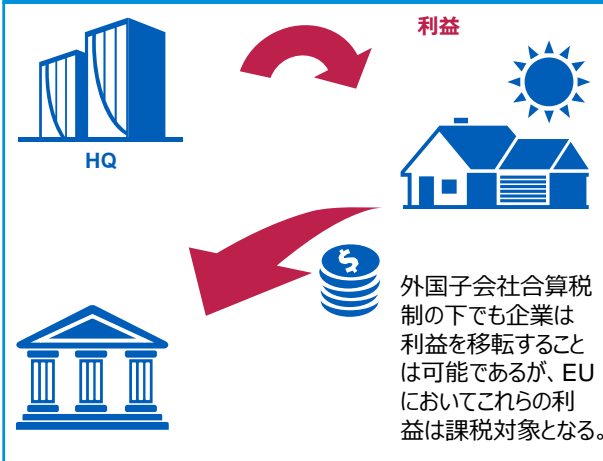 利益
HQ
外国子会社合算税
制の下でも企業は
利益を移転すること
は可能であるが、EU
においてこれらの利
益は課税対象となる。
$